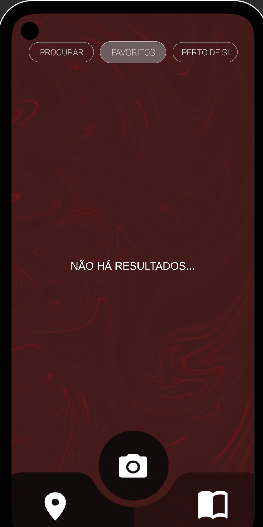 PROCURAR FAVORITOS PERTO DE SI
NÃO HÁ RESULTADOS...